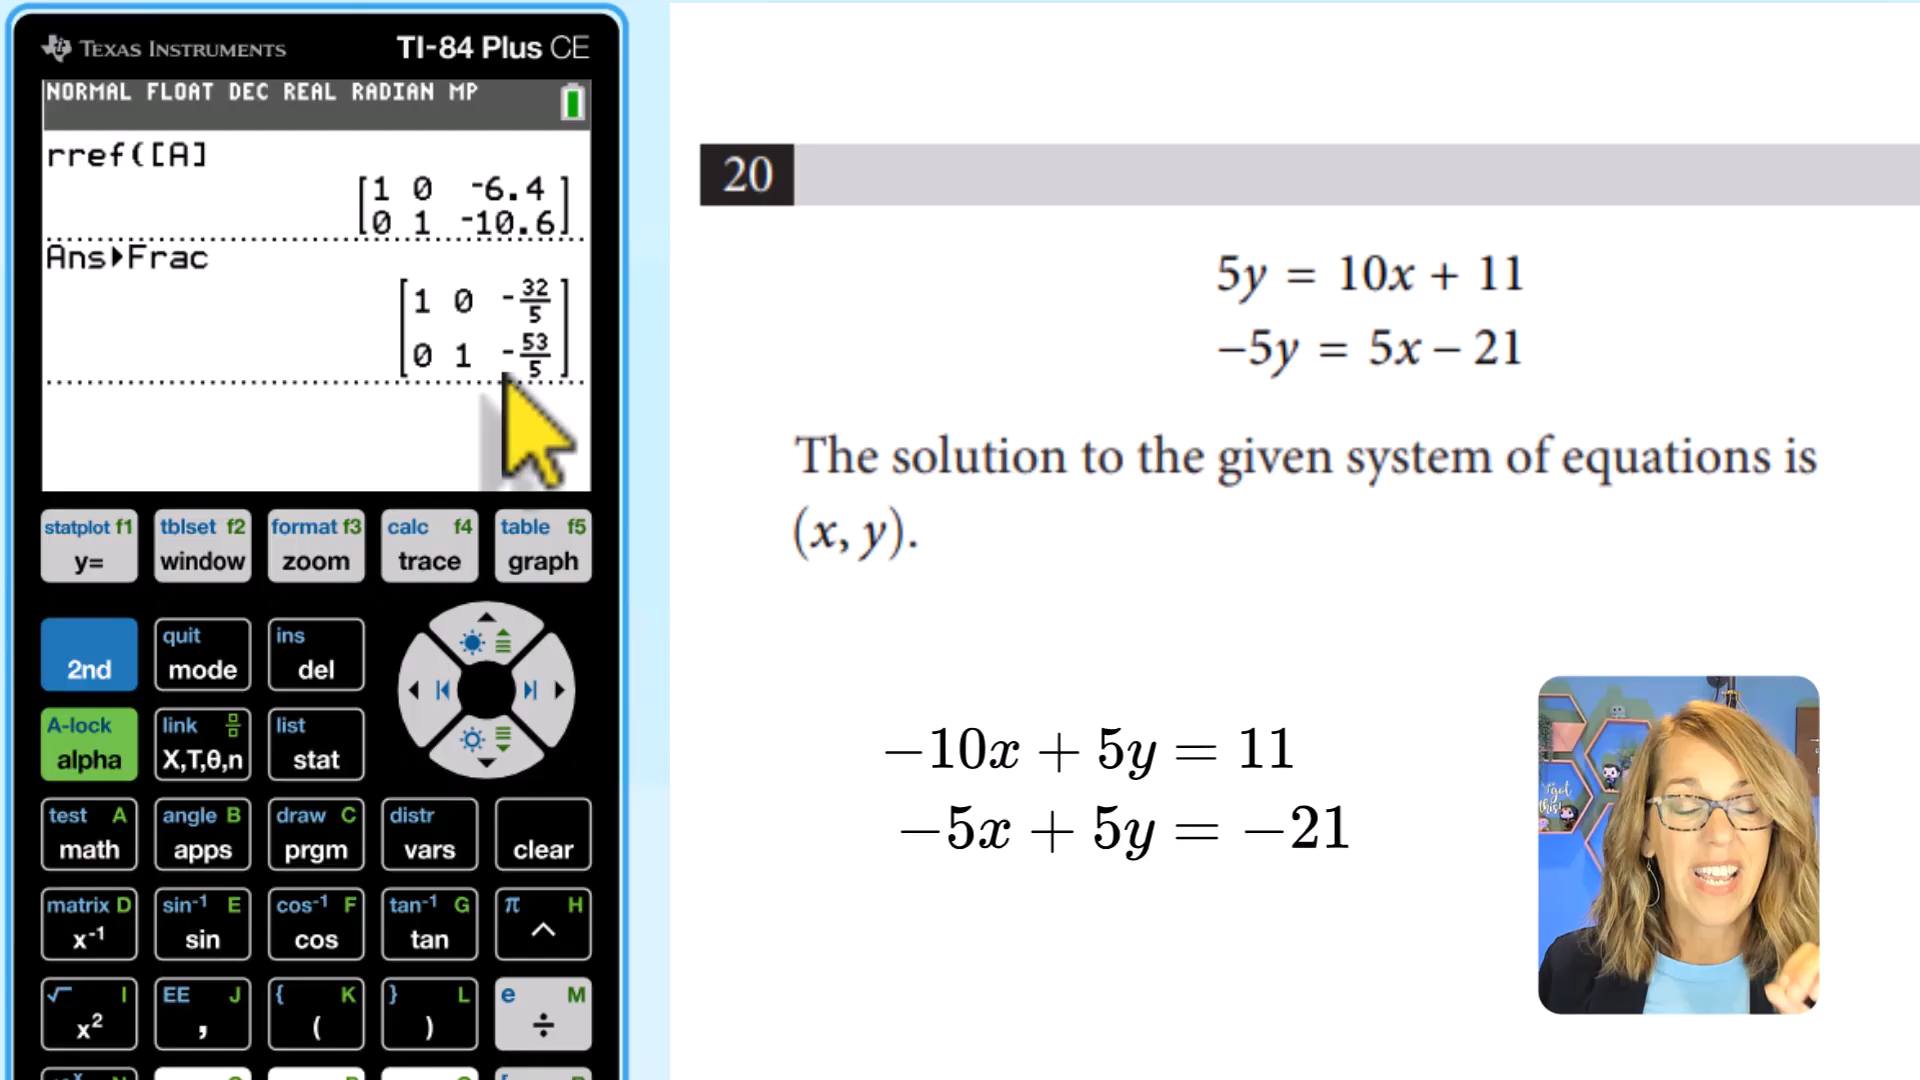 TEXAS INSTRUMENTS
TI-84 Plus CE
NORMAL FLOAT DEC REAL RADIAN MP
rref([A]
[1 0 -6.4]
[0 1 -10.6]
Ans▶Frac
[1 0 -32/5]
[0 1 -53/5]
statplot f1 tblset f2 format f3 calc f4 table f5
y= window zoom trace graph
quit ins
2nd mode del
A-lock link list
alpha X,T,θ,n stat
test A angle B draw C distr
math apps prgm vars clear
matrix D sin⁻¹ E cos⁻¹ F tan⁻¹ G π H
x⁻¹ sin cos tan ^
√ I EE J { K } L e M
x² , ( ) ÷
20
5y = 10x + 11
−5y = 5x − 21
The solution to the given system of equations is
(x, y).
−10x + 5y = 11
−5x + 5y = −21